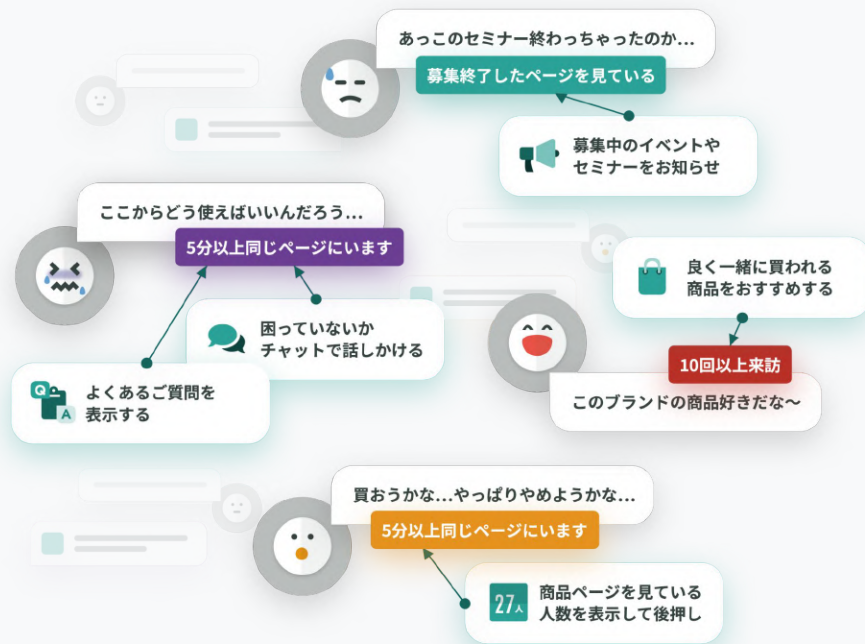 あっこのセミナー終わっちゃったのか...
募集終了したページを見ている
募集中のイベントや
セミナーをお知らせ
ここからどう使えばいいんだろう...
5分以上同じページにいます
困っていないか
チャットで話しかける
Q
A
よくあるご質問を
表示する
良く一緒に買われる
商品をおすすめする
10回以上来訪
このブランドの商品好きだな〜
買おうかな...やっぱりやめようかな...
5分以上同じページにいます
27人
商品ページを見ている
人数を表示して後押し